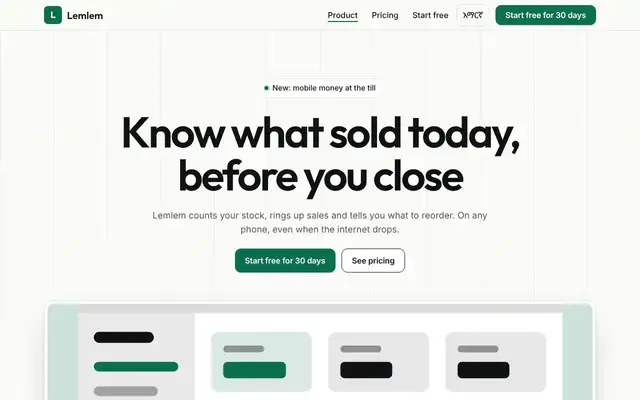 L
Lemlem
Product
Pricing
Start free
አማርኛ
Start free for 30 days
New: mobile money at the till
Know what sold today,
before you close
Lemlem counts your stock, rings up sales and tells you what to reorder. On any
phone, even when the internet drops.
Start free for 30 days
See pricing